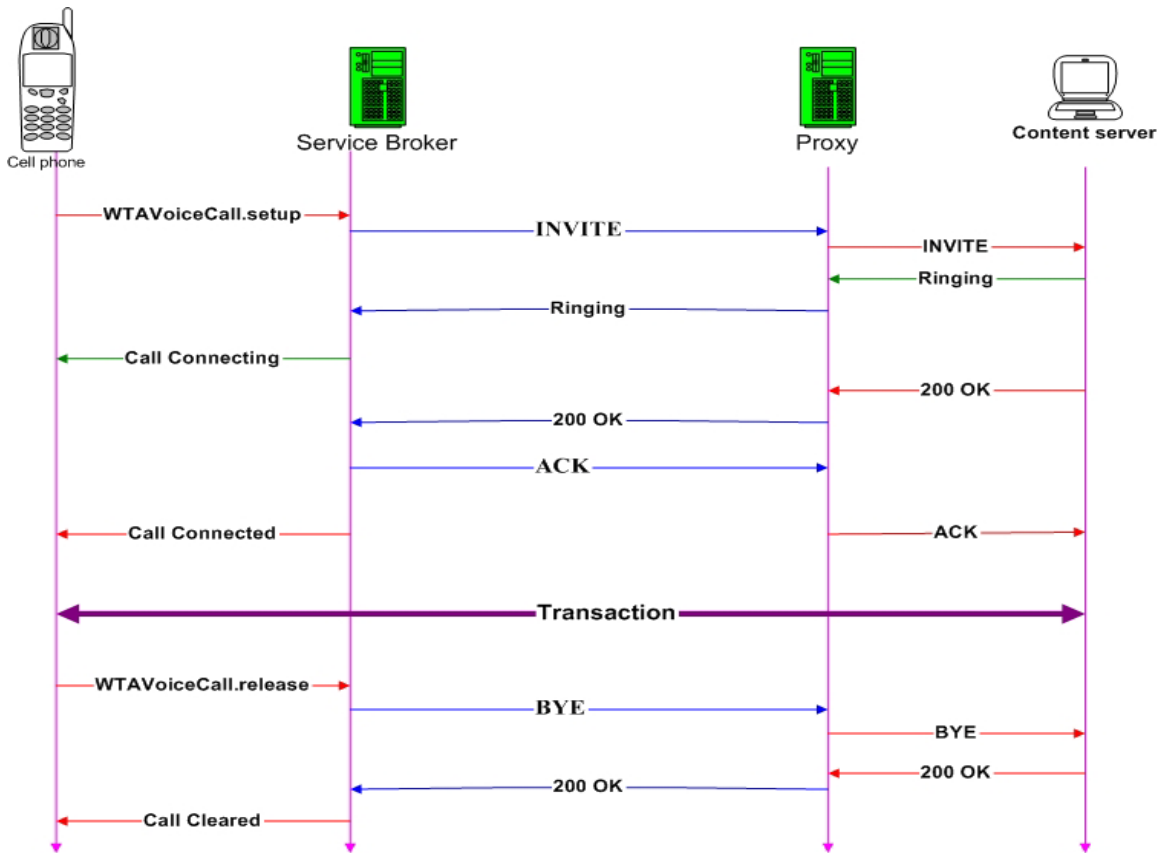 Cell phone
Service Broker
Proxy
Content server
WTAVoiceCall.setup
INVITE
INVITE
Ringing
Ringing
Call Connecting
200 OK
200 OK
ACK
Call Connected
ACK
Transaction
WTAVoiceCall.release
BYE
BYE
200 OK
200 OK
Call Cleared